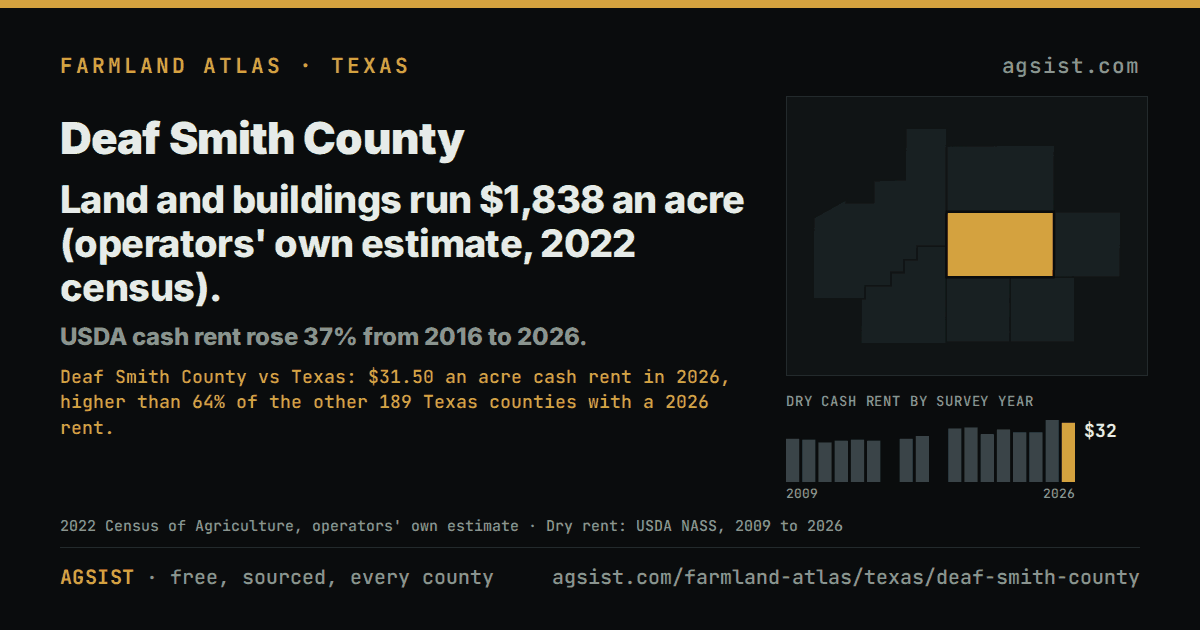 FARMLAND ATLAS · TEXAS
agsist.com
Deaf Smith County
Land and buildings run $1,838 an acre
(operators' own estimate, 2022
census).
USDA cash rent rose 37% from 2016 to 2026.
Deaf Smith County vs Texas: $31.50 an acre cash rent in 2026,
higher than 64% of the other 189 Texas counties with a 2026
rent.
DRY CASH RENT BY SURVEY YEAR
$32
2009
2026
2022 Census of Agriculture, operators' own estimate · Dry rent: USDA NASS, 2009 to 2026
AGSIST · free, sourced, every county
agsist.com/farmland-atlas/texas/deaf-smith-county